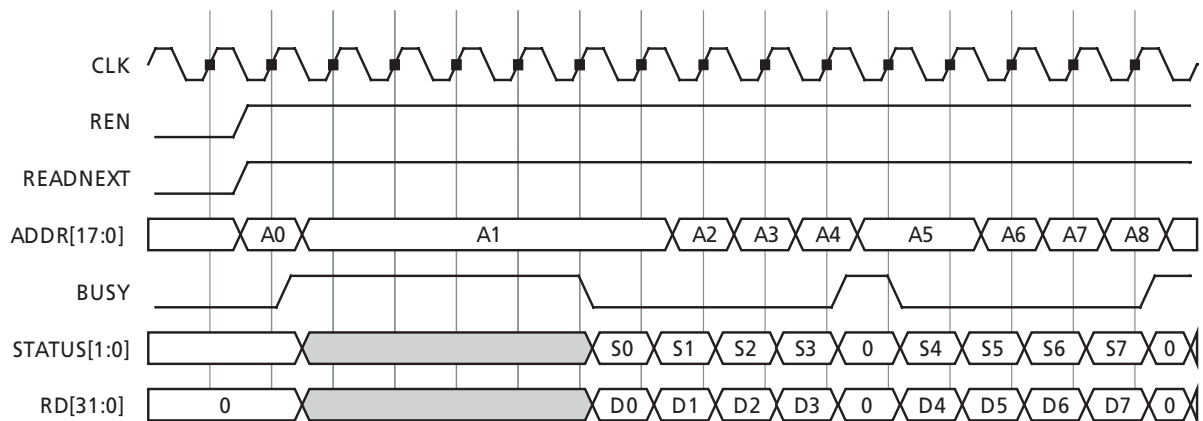 CLK
REN
READNEXT
ADDR[17:0] A0 A1 A2 A3 A4 A5 A6 A7 A8
BUSY
STATUS[1:0] S0 S1 S2 S3 0 S4 S5 S6 S7 0
RD[31:0] 0 D0 D1 D2 D3 0 D4 D5 D6 D7 0